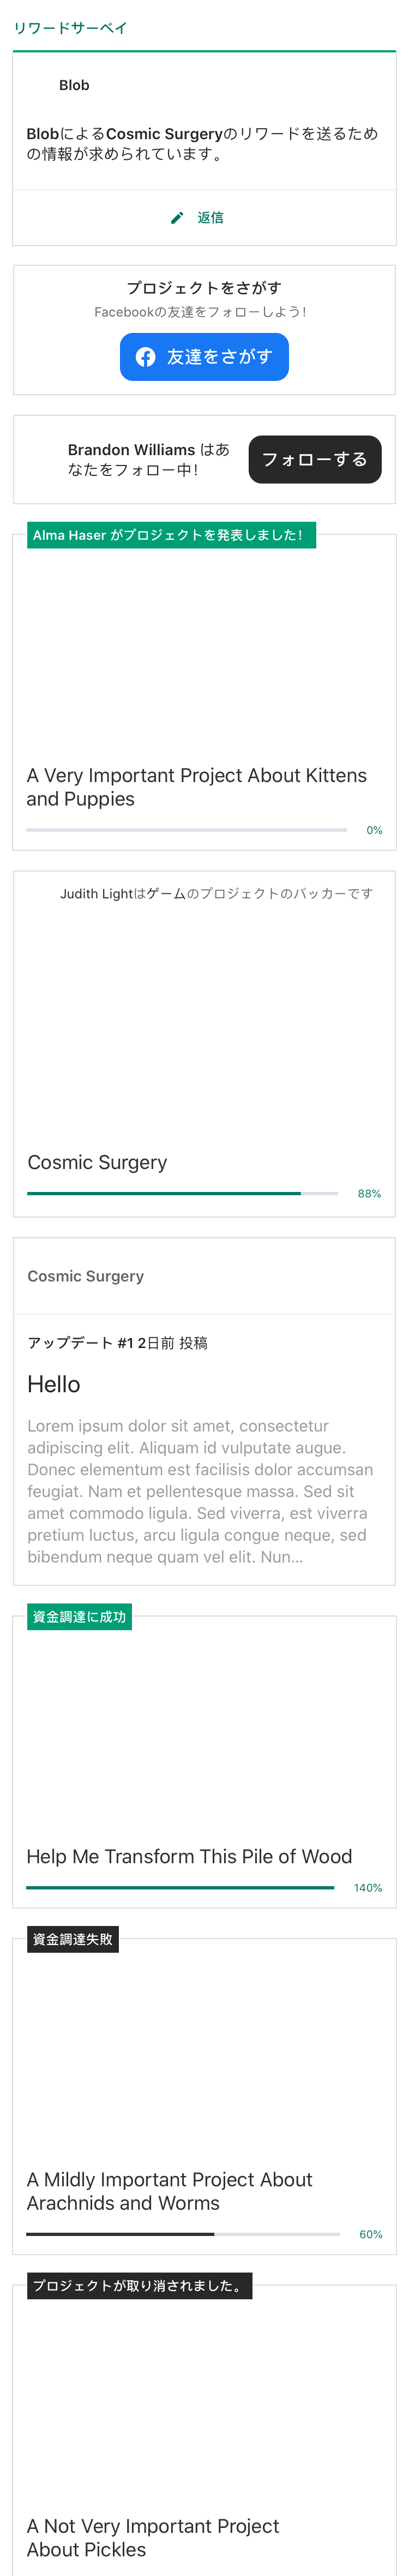 リワードサーベイ
Blob
BlobによるCosmic Surgeryのリワードを送るため
の情報が求められています。
返信
プロジェクトをさがす
Facebookの友達をフォローしよう!
友達をさがす
Brandon Williams はあ
なたをフォロー中!
フォローする
Alma Haser がプロジェクトを発表しました!
A Very Important Project About Kittens
and Puppies
0%
Judith Lightはゲームのプロジェクトのバッカーです
Cosmic Surgery
88%
Cosmic Surgery
アップデート #1 2日前 投稿
Hello
Lorem ipsum dolor sit amet, consectetur
adipiscing elit. Aliquam id vulputate augue.
Donec elementum est facilisis dolor accumsan
feugiat. Nam et pellentesque massa. Sed sit
amet commodo ligula. Sed viverra, est viverra
pretium luctus, arcu ligula congue neque, sed
bibendum neque quam vel elit. Nun...
資金調達に成功
Help Me Transform This Pile of Wood
140%
資金調達失敗
A Mildly Important Project About
Arachnids and Worms
60%
プロジェクトが取り消されました。
A Not Very Important Project
About Pickles